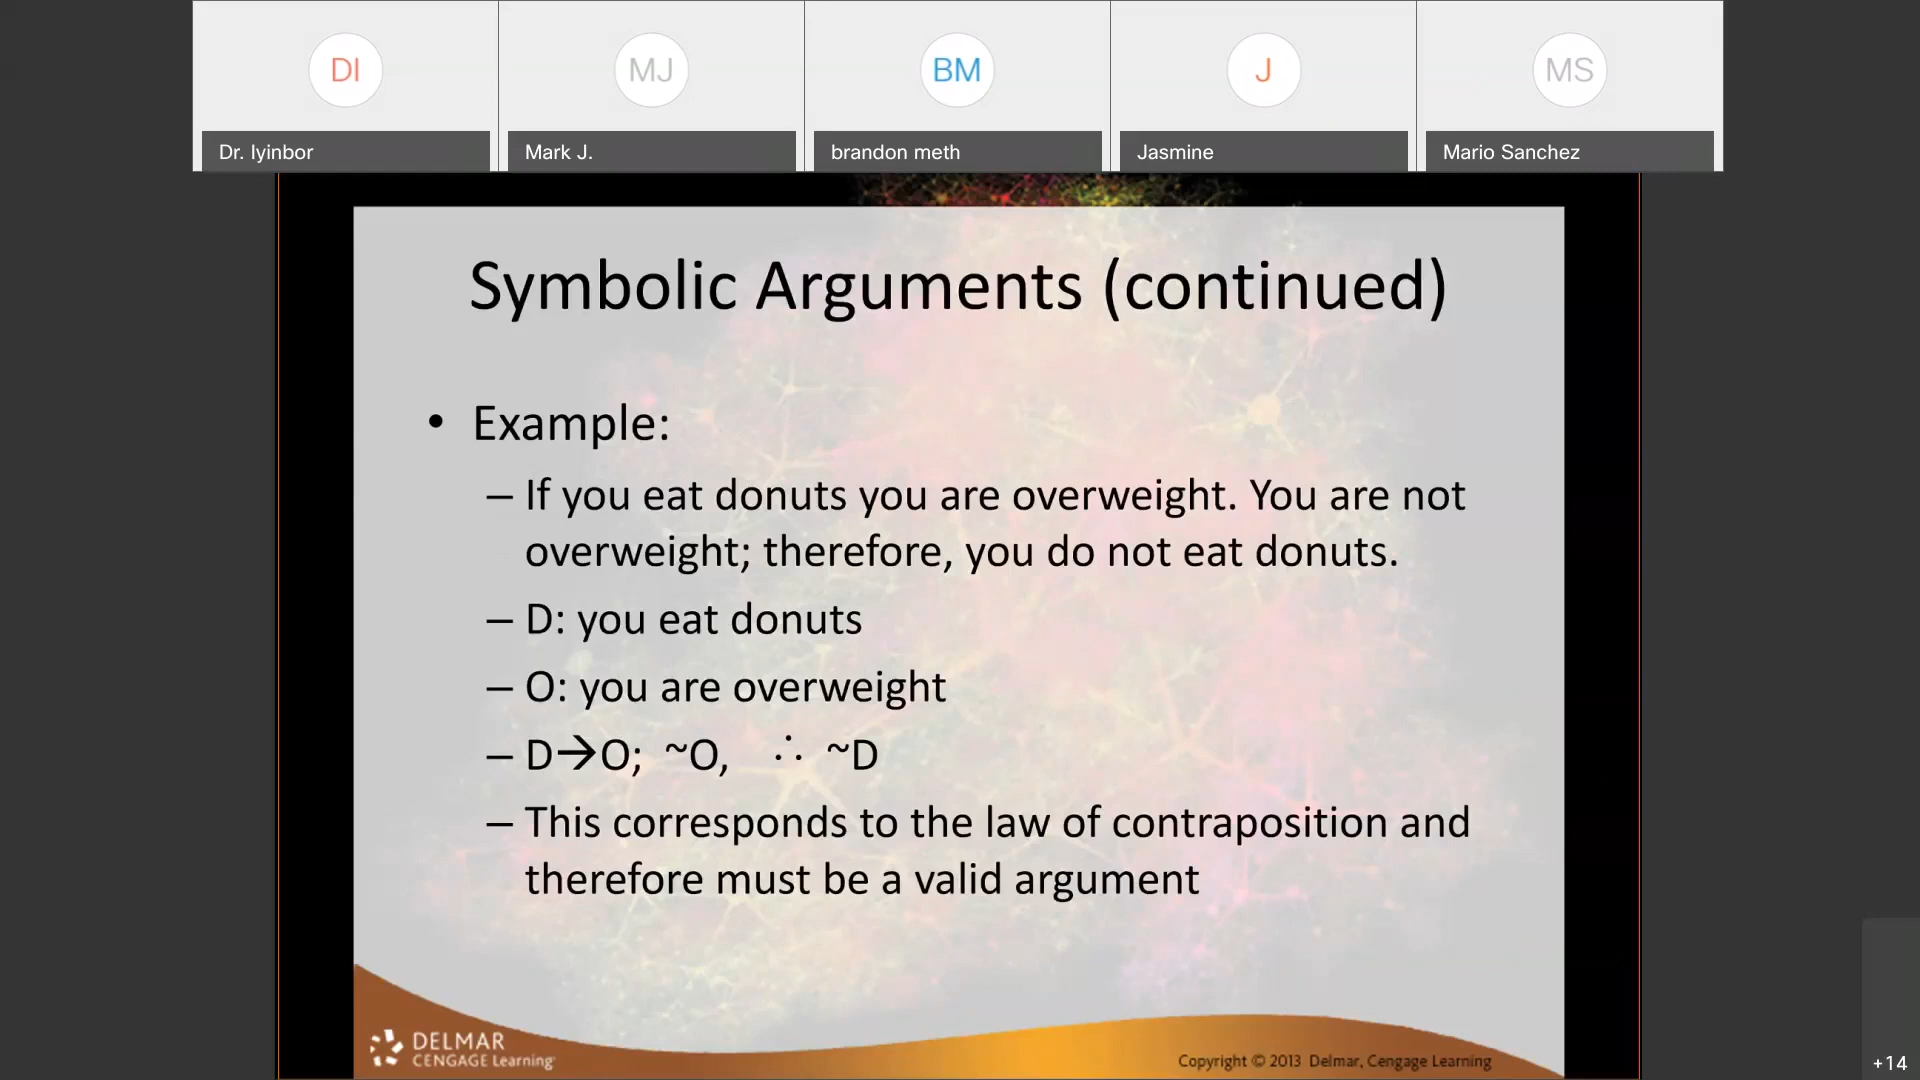 DI MJ BM J MS
Dr. Iyinbor Mark J. brandon meth Jasmine Mario Sanchez
Symbolic Arguments (continued)
• Example:
– If you eat donuts you are overweight. You are not
overweight; therefore, you do not eat donuts.
– D: you eat donuts
– O: you are overweight
– D→O; ~O, ∴ ~D
– This corresponds to the law of contraposition and
therefore must be a valid argument
DELMAR
CENGAGE Learning
Copyright © 2013 Delmar, Cengage Learning
+14